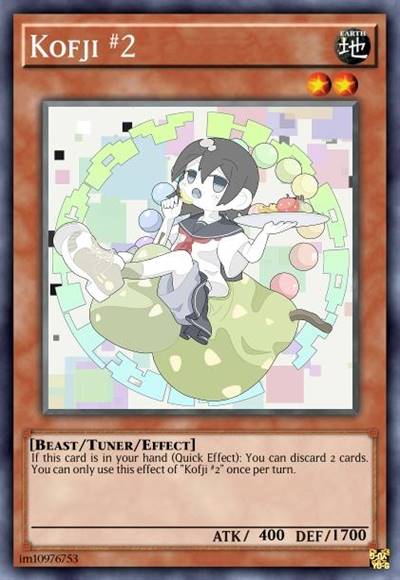 Kofji #2
EARTH
地
[Beast/Tuner/Effect]
If this card is in your hand (Quick Effect): You can discard 2 cards.
You can only use this effect of "Kofji #2" once per turn.
ATK/ 400 DEF/1700
im10976753